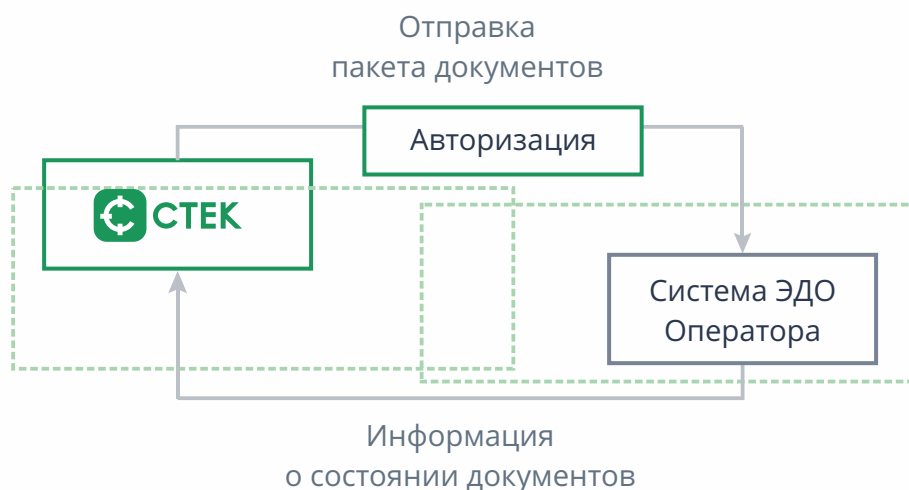 Отправка
пакета документов
Авторизация
СТЕК
Система ЭДО
Оператора
Информация
о состоянии документов